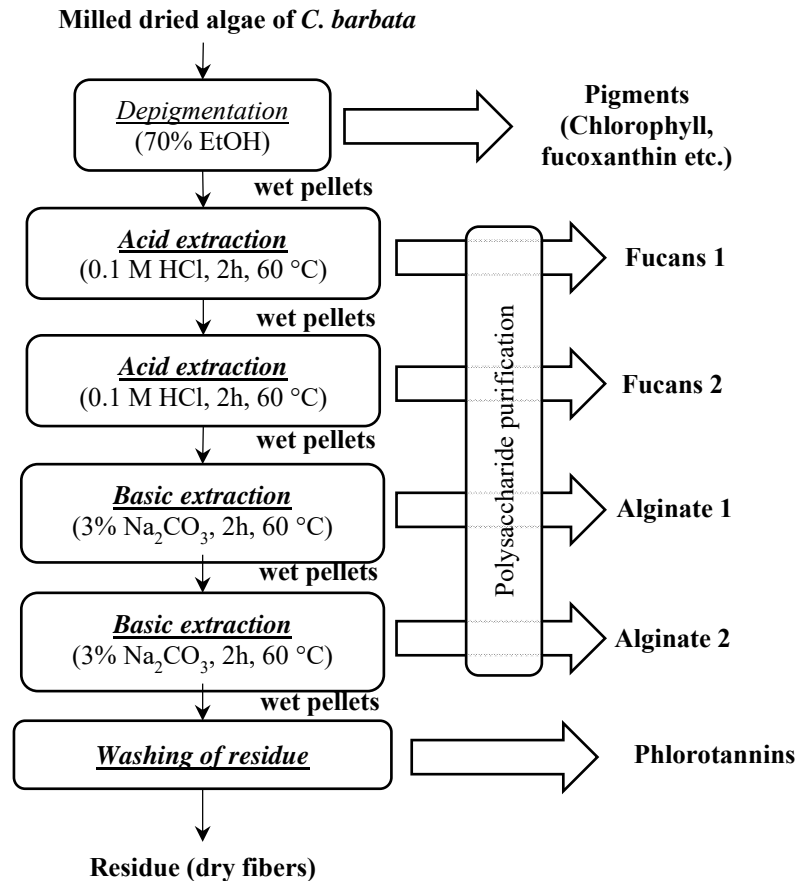 Milled dried algae of C. barbata
Depigmentation
(70% EtOH)
Pigments
(Chlorophyll,
fucoxanthin etc.)
wet pellets
Acid extraction
(0.1 M HCl, 2h, 60 °C)
Fucans 1
wet pellets
Acid extraction
(0.1 M HCl, 2h, 60 °C)
Fucans 2
wet pellets
Basic extraction
(3% Na₂CO₃, 2h, 60 °C)
Alginate 1
wet pellets
Basic extraction
(3% Na₂CO₃, 2h, 60 °C)
Alginate 2
Polysaccharide purification
wet pellets
Washing of residue
Phlorotannins
Residue (dry fibers)